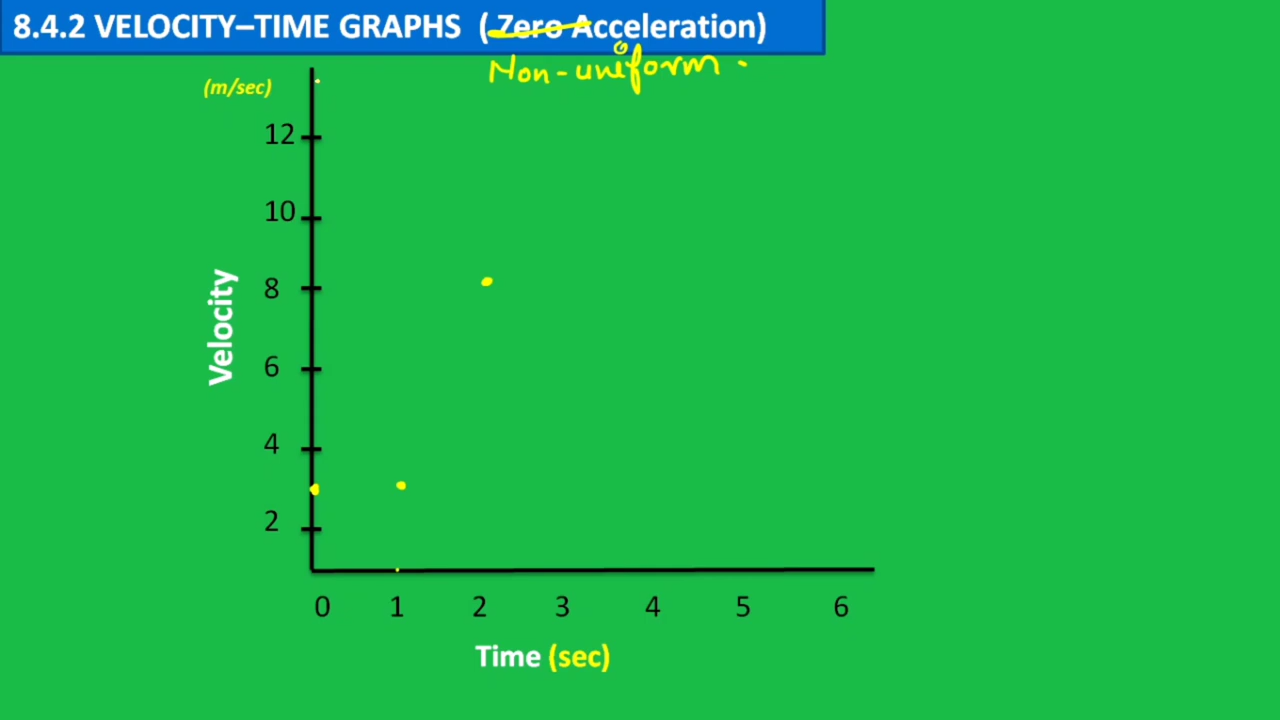 8.4.2 VELOCITY–TIME GRAPHS (Zero Acceleration)
Non-uniform
(m/sec)
12
10
8
6
4
2
Velocity
0 1 2 3 4 5 6
Time (sec)